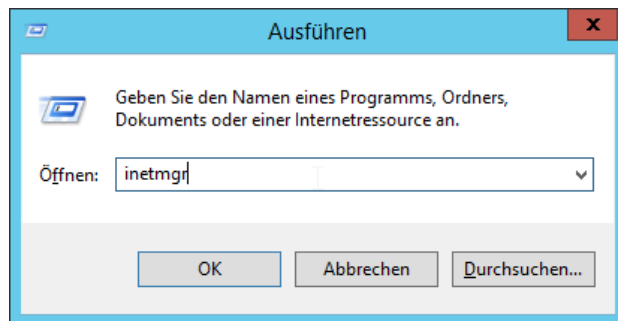 Ausführen
x
Geben Sie den Namen eines Programms, Ordners,
Dokuments oder einer Internetressource an.
Öffnen: inetmgr
OK Abbrechen Durchsuchen...